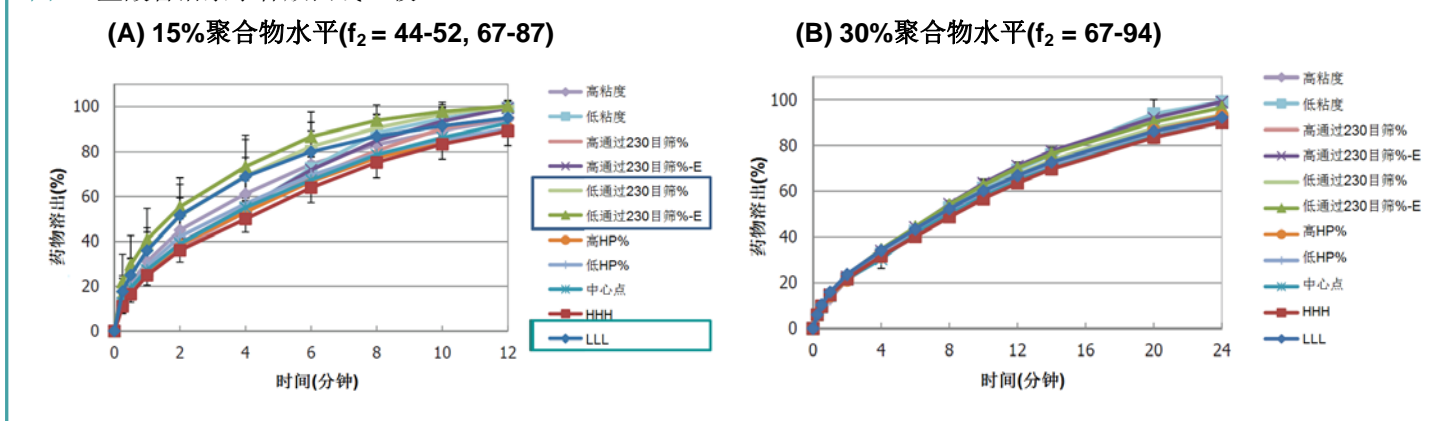 (A) 15%聚合物水平(f2 = 44-52, 67-87)
药物溶出(%)
100
80
60
40
20
0
0 2 4 6 8 10 12
时间(分钟)
高粘度
低粘度
高通过230目筛%
高通过230目筛%-E
低通过230目筛%
低通过230目筛%-E
高HP%
低HP%
中心点
HHH
LLL
(B) 30%聚合物水平(f2 = 67-94)
药物溶出(%)
100
80
60
40
20
0
0 4 8 12 16 20 24
时间(分钟)
高粘度
低粘度
高通过230目筛%
高通过230目筛%-E
低通过230目筛%
低通过230目筛%-E
高HP%
低HP%
中心点
HHH
LLL